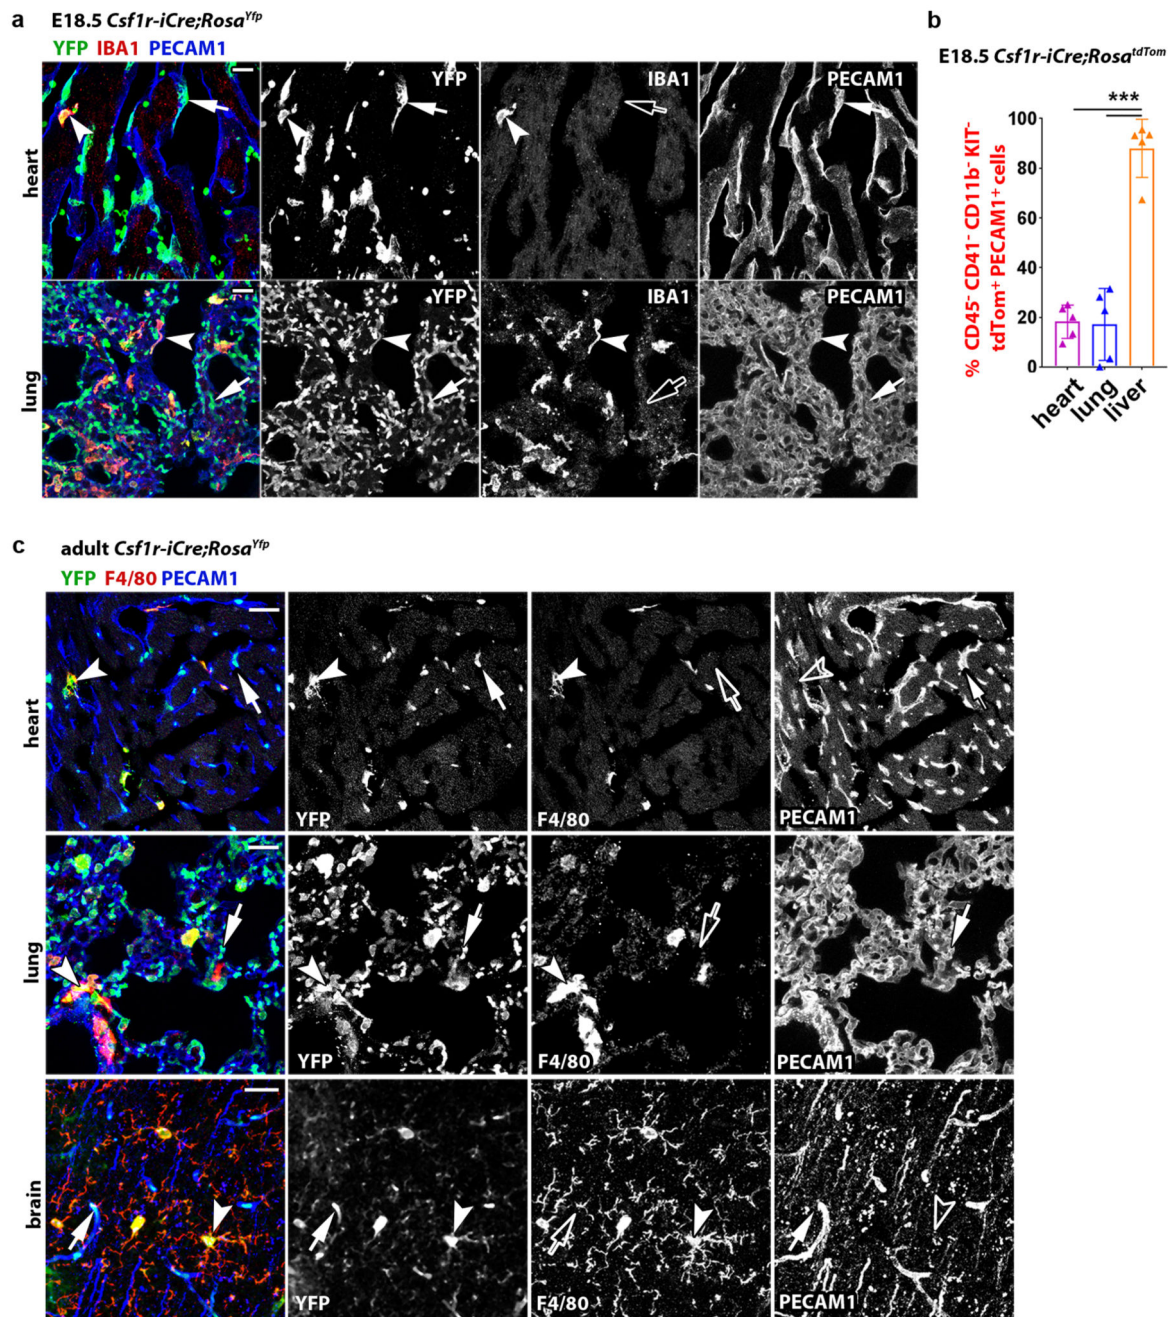 a
E18.5 Csf1r-iCre;Rosa^Yfp
YFP IBA1 PECAM1
heart
YFP
IBA1
PECAM1
lung
YFP
IBA1
PECAM1
b
E18.5 Csf1r-iCre;Rosa^tdTom
% CD45⁻ CD41⁻ CD11b⁻ KIT⁻
tdTom⁺ PECAM1⁺ cells
***
100
80
60
40
20
0
heart
lung
liver
c
adult Csf1r-iCre;Rosa^Yfp
YFP F4/80 PECAM1
heart
YFP
F4/80
PECAM1
lung
YFP
F4/80
PECAM1
brain
YFP
F4/80
PECAM1